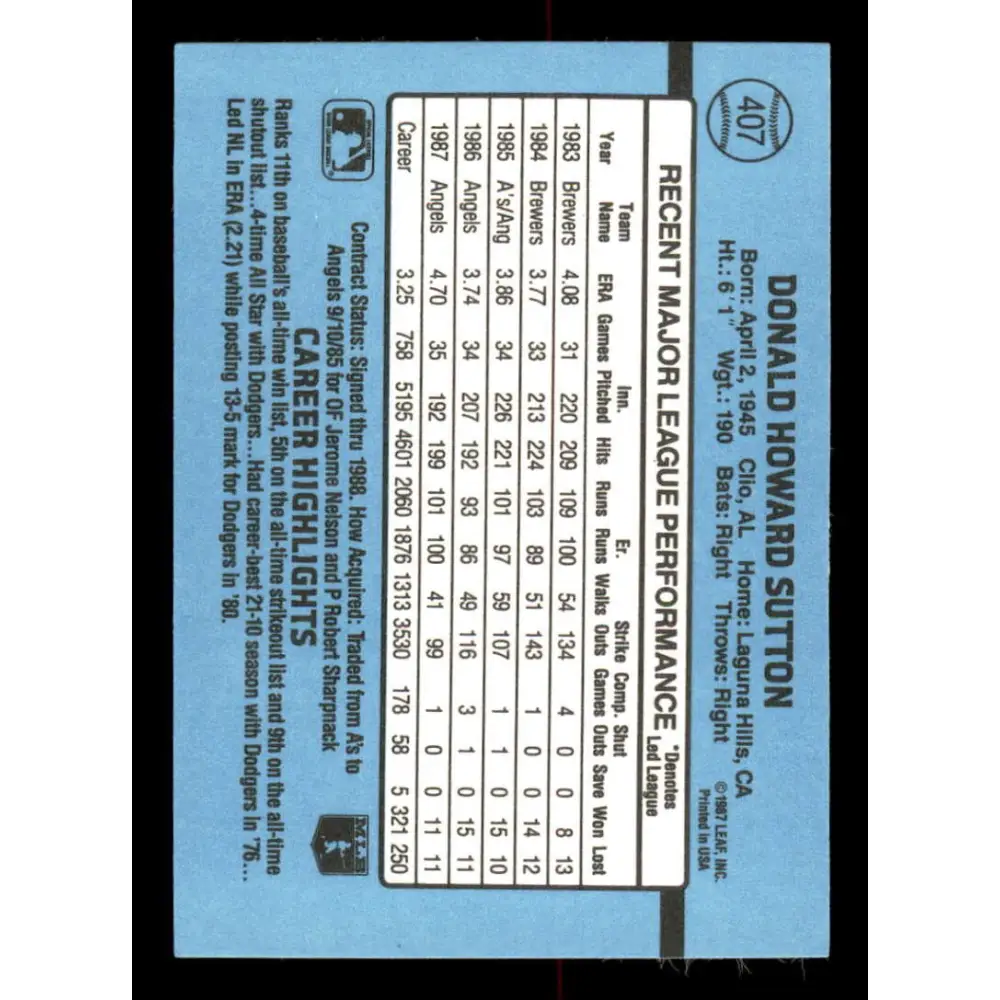 407
DONALD HOWARD SUTTON
Born: April 2, 1945 Clio, AL Home: Laguna Hills, CA
Ht.: 6'1" Wgt.: 190 Bats: Right Throws: Right
©1987 LEAF, INC.
Printed in USA
RECENT MAJOR LEAGUE PERFORMANCE *Denotes Led League
Year Team Name ERA Games Inn. Pitched Hits Runs Er. Runs Walks Strike Outs Comp. Games Shut Outs Save Won Lost
1983 Brewers 4.08 31 220 209 109 100 54 134 4 0 0 8 13
1984 Brewers 3.77 33 213 224 103 89 51 143 1 0 0 14 12
1985 A's/Ang 3.86 34 226 221 101 97 59 107 1 1 0 15 10
1986 Angels 3.74 34 207 192 93 86 49 116 3 1 0 15 11
1987 Angels 4.70 35 192 199 101 100 41 99 1 0 0 11 11
Career 3.25 758 5195 4601 2060 1876 1313 3530 178 58 5 321 250
Contract Status: Signed thru 1988. How Acquired: Traded from A's to
Angels 9/10/85 for OF Jerome Nelson and P Robert Sharpnack
MLB
CAREER HIGHLIGHTS
Ranks 11th on baseball's all-time win list, 5th on the all-time strikeout list and 9th on the all-time
shutout list...4-time All Star with Dodgers...Had career-best 21-10 season with Dodgers in '76...
Led NL in ERA (2.21) while posting 13-5 mark for Dodgers in '80.